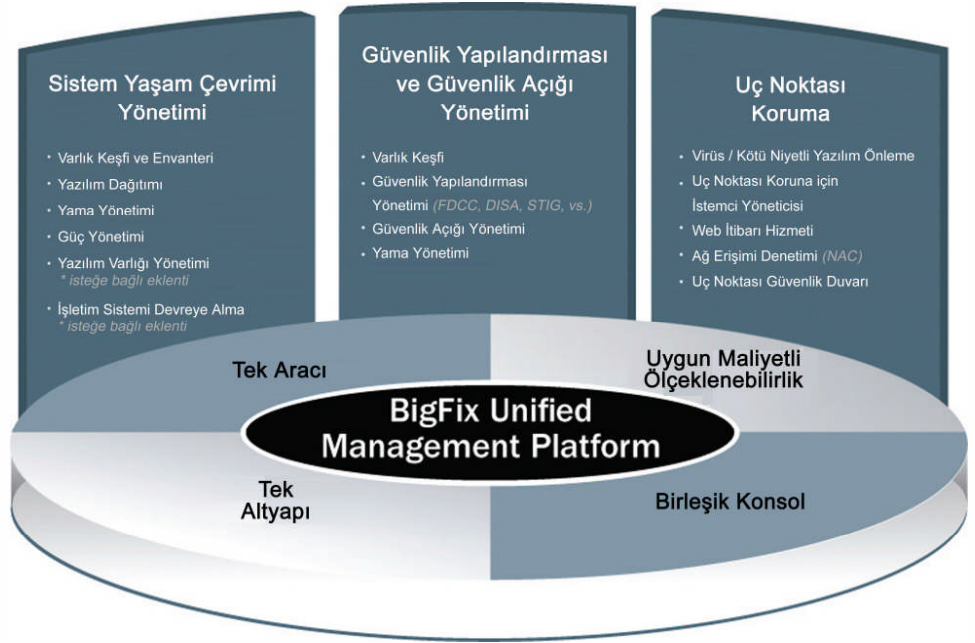 Sistem Yaşam Çevrimi
Yönetimi
• Varlık Keşfi ve Envanteri
• Yazılım Dağıtımı
• Yama Yönetimi
• Güç Yönetimi
• Yazılım Varlığı Yönetimi
* isteğe bağlı eklenti
• İşletim Sistemi Devreye Alma
* isteğe bağlı eklenti
Güvenlik Yapılandırması
ve Güvenlik Açığı
Yönetimi
• Varlık Keşfi
• Güvenlik Yapılandırması
Yönetimi (FDCC, DISA, STIG, vs.)
• Güvenlik Açığı Yönetimi
• Yama Yönetimi
Uç Noktası
Koruma
• Virüs / Kötü Niyetli Yazılım Önleme
• Uç Noktası Koruna için
İstemci Yöneticisi
• Web İtibarı Hizmeti
• Ağ Erişimi Denetimi (NAC)
• Uç Noktası Güvenlik Duvarı
Tek Aracı
Uygun Maliyetli
Ölçeklenebilirlik
BigFix Unified
Management Platform
Tek
Altyapı
Birleşik Konsol